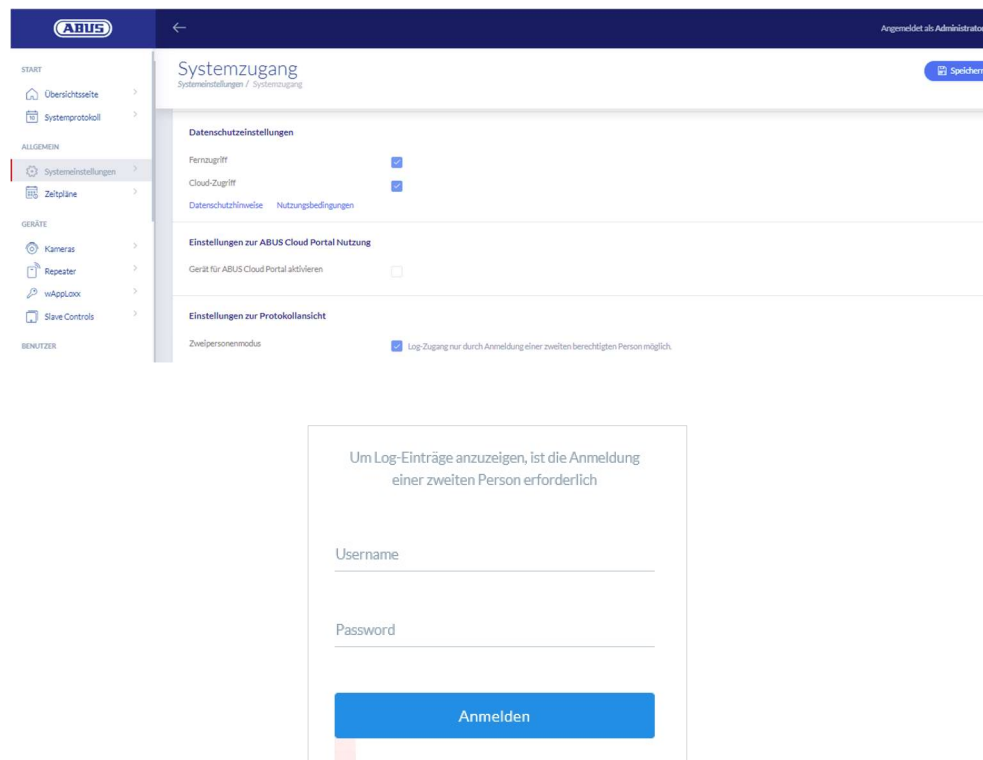 ABUS
Angemeldet als Administrator
START
Übersichtsseite
Systemprotokoll
ALLGEMEIN
Systemeinstellungen
Zeitpläne
GERÄTE
Kameras
Repeater
wAppLoxx
Slave Controls
BENUTZER
Systemzugang
Systemeinstellungen / Systemzugang
Speichern
Datenschutzeinstellungen
Fernzugriff
Cloud-Zugriff
Datenschutzhinweise Nutzungsbedingungen
Einstellungen zur ABUS Cloud Portal Nutzung
Gerät für ABUS Cloud Portal aktivieren
Einstellungen zur Protokollansicht
Zweipersonenmodus Log-Zugang nur durch Anmeldung einer zweiten berechtigten Person möglich.
Um Log-Einträge anzuzeigen, ist die Anmeldung
einer zweiten Person erforderlich
Username
Password
Anmelden